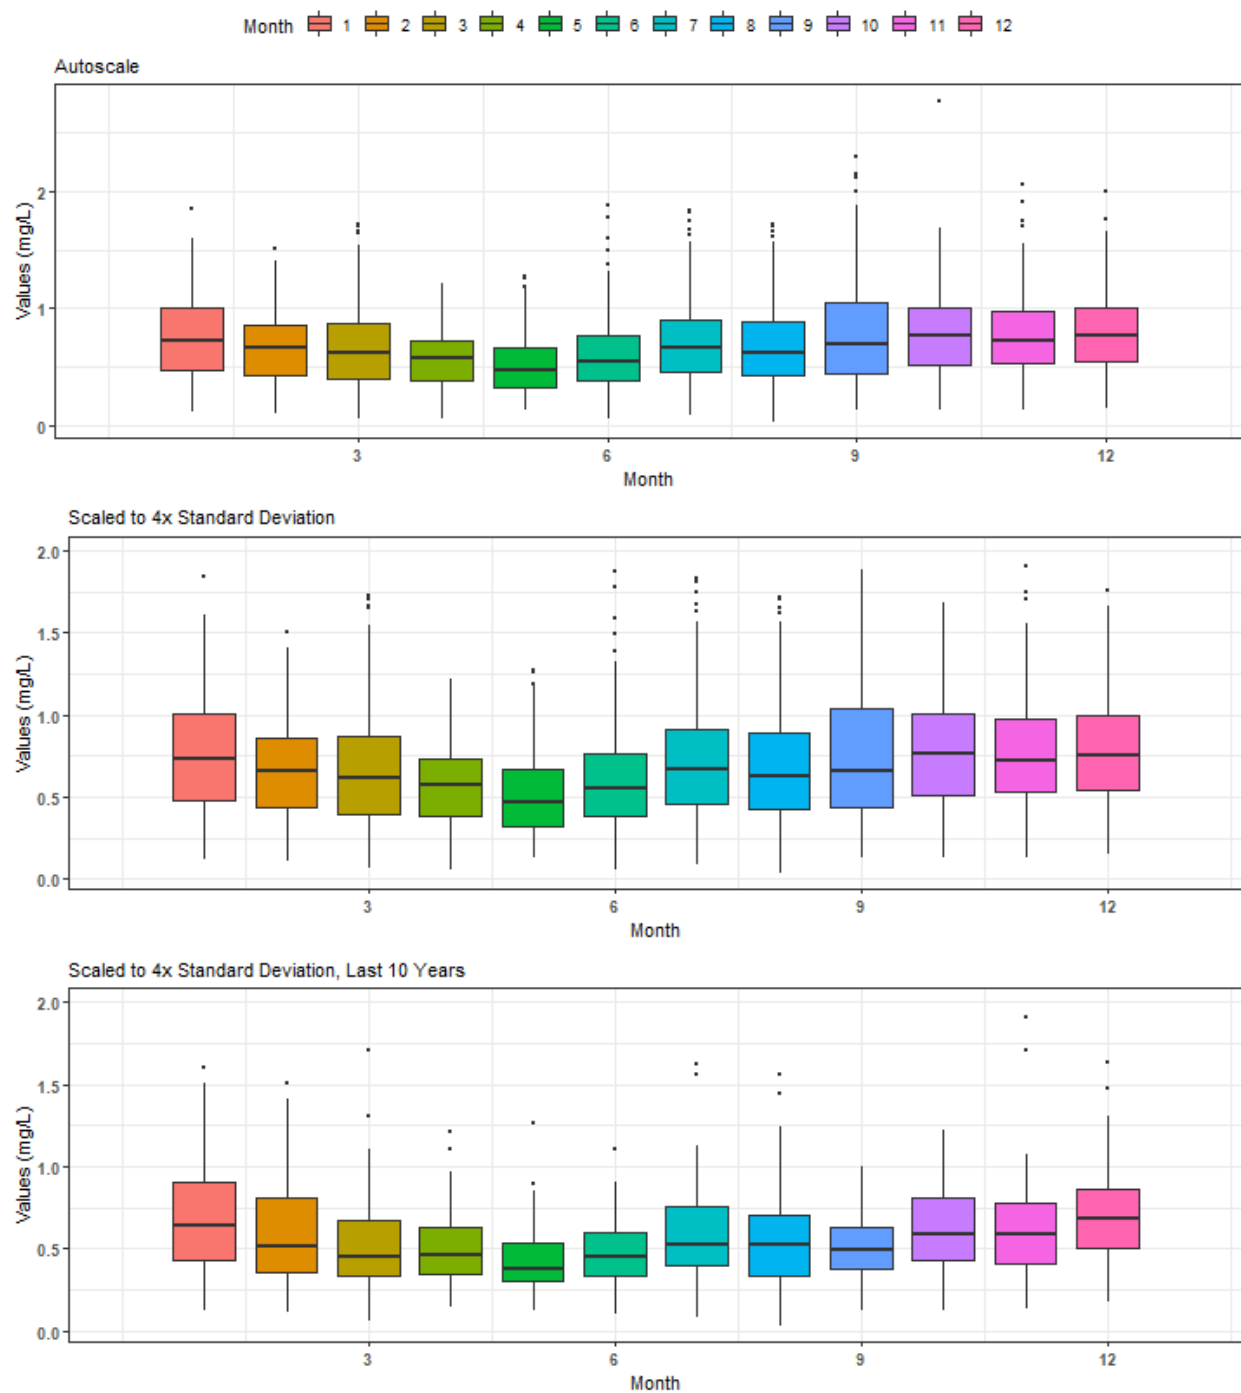 Month 1 2 3 4 5 6 7 8 9 10 11 12
Autoscale
Values (mg/L)
2
1
0
3 6 9 12
Month
Scaled to 4x Standard Deviation
Values (mg/L)
2.0
1.5
1.0
0.5
0.0
3 6 9 12
Month
Scaled to 4x Standard Deviation, Last 10 Years
Values (mg/L)
2.0
1.5
1.0
0.5
0.0
3 6 9 12
Month